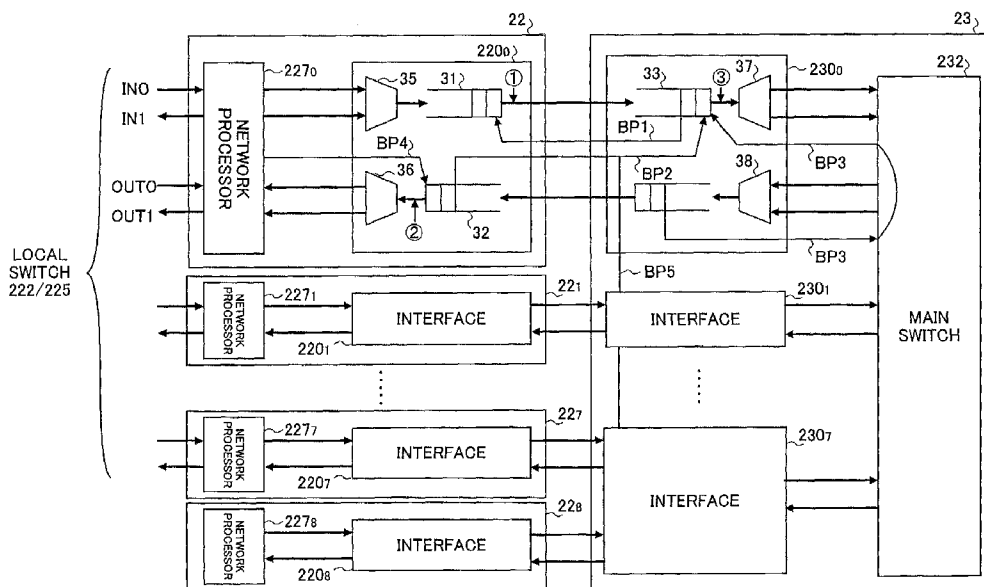 22
23
227₀
220₀
35
31
①
33
③
37
230₀
232
IN0
IN1
NETWORK
PROCESSOR
BP4
36
BP1
BP3
BP2
38
OUT0
OUT1
②
32
BP3
LOCAL
SWITCH
222/225
BP5
22₁
227₁
NETWORK
PROCESSOR
INTERFACE
220₁
230₁
INTERFACE
MAIN
SWITCH
22₇
227₇
NETWORK
PROCESSOR
INTERFACE
220₇
230₇
INTERFACE
22₈
227₈
NETWORK
PROCESSOR
INTERFACE
220₈